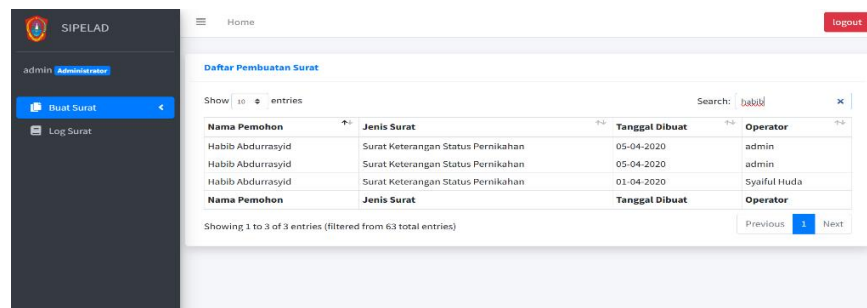 SIPELAD
Home
logout
admin Administrator
Buat Surat
Log Surat
Daftar Pembuatan Surat
Show 10 entries
Search: habib
Nama Pemohon Jenis Surat Tanggal Dibuat Operator
Habib Abdurrasyid Surat Keterangan Status Pernikahan 05-04-2020 admin
Habib Abdurrasyid Surat Keterangan Status Pernikahan 05-04-2020 admin
Habib Abdurrasyid Surat Keterangan Status Pernikahan 01-04-2020 Syaiful Huda
Nama Pemohon Jenis Surat Tanggal Dibuat Operator
Showing 1 to 3 of 3 entries (filtered from 63 total entries)
Previous 1 Next